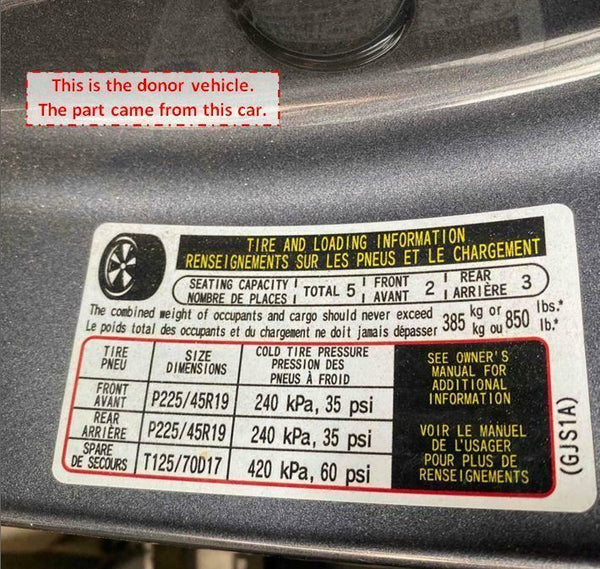 This is the donor vehicle.
The part came from this car.
TIRE AND LOADING INFORMATION
RENSEIGNEMENTS SUR LES PNEUS ET LE CHARGEMENT
SEATING CAPACITY TOTAL 5 FRONT 2 REAR 3
NOMBRE DE PLACES AVANT ARRIÈRE
The combined weight of occupants and cargo should never exceed 385 kg or 850 lbs.*
Le poids total des occupants et du chargement ne doit jamais dépasser kg ou lb.*
TIRE
PNEU
SIZE
DIMENSIONS
COLD TIRE PRESSURE
PRESSION DES
PNEUS À FROID
FRONT
AVANT
P225/45R19
240 kPa, 35 psi
REAR
ARRIÈRE
P225/45R19
240 kPa, 35 psi
SPARE
DE SECOURS
T125/70D17
420 kPa, 60 psi
SEE OWNER'S
MANUAL FOR
ADDITIONAL
INFORMATION
VOIR LE MANUEL
DE L'USAGER
POUR PLUS DE
RENSEIGNEMENTS
(GJS1A)